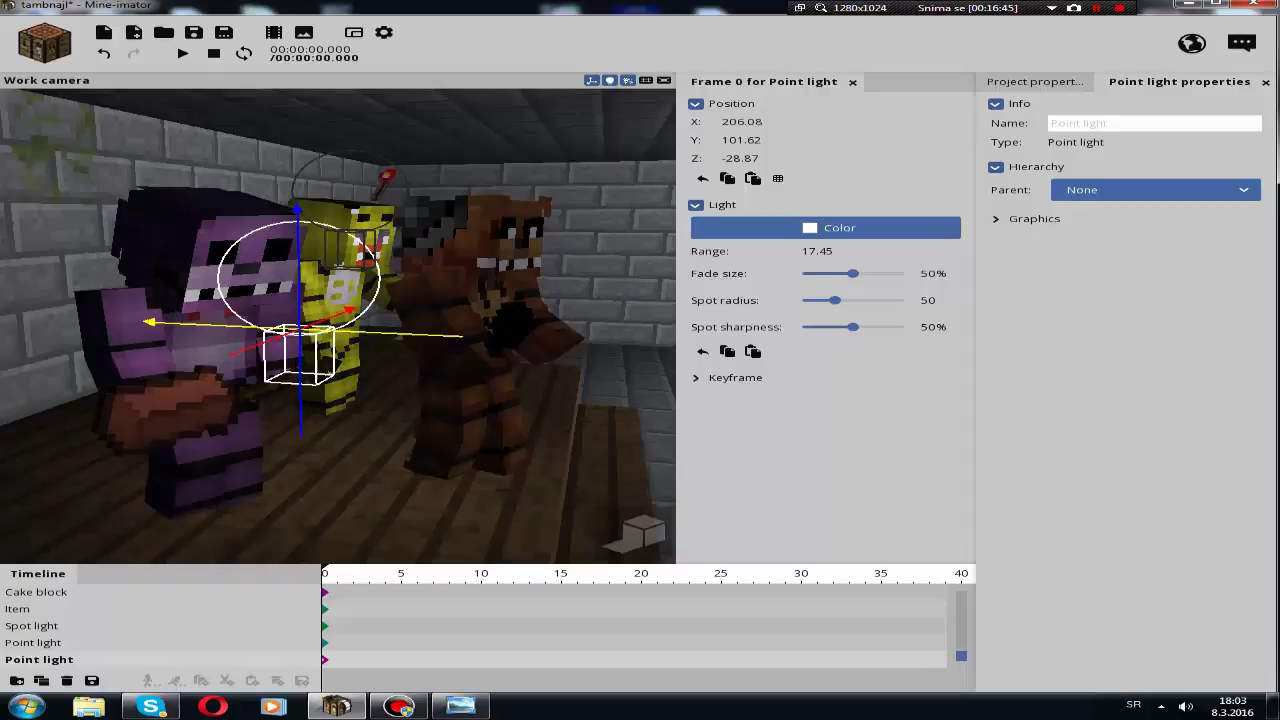 tambnajl* - Mine-imator
1280x1024
Snima se [00:16:45]
00:00:00.000
/00:00:00.000
Work camera
Frame 0 for Point light
Position
X: 206.08
Y: 101.62
Z: -28.87
Light
Color
Range: 17.45
Fade size: 50%
Spot radius: 50
Spot sharpness: 50%
Keyframe
Project propert...
Point light properties
Info
Name: Point light
Type: Point light
Hierarchy
Parent: None
Graphics
Timeline
0 5 10 15 20 25 30 35 40
Cake block
Item
Spot light
Point light
Point light
SR
18:03
8.3.2016